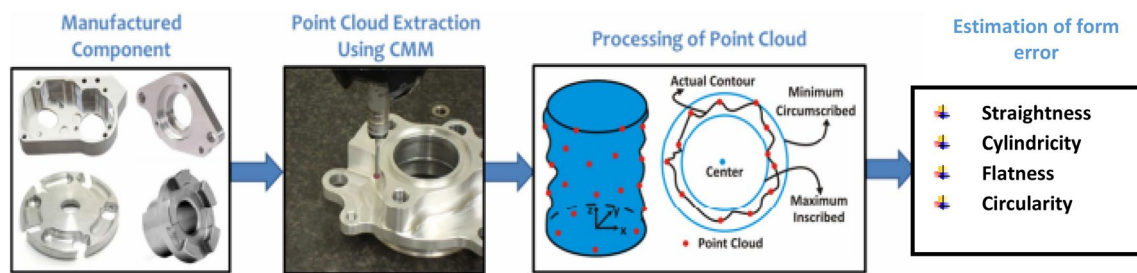 Manufactured
Component
Point Cloud Extraction
Using CMM
Processing of Point Cloud
Estimation of form
error
Actual Contour
Minimum
Circumscribed
Center
Maximum
Inscribed
z
y
x
Point Cloud
Straightness
Cylindricity
Flatness
Circularity